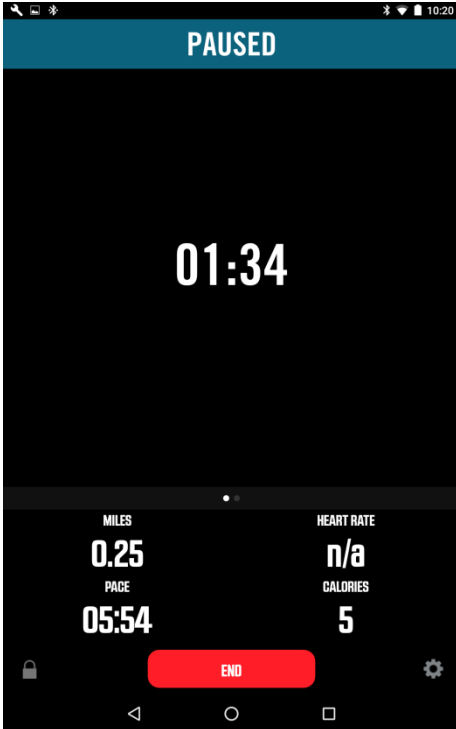 10:20
PAUSED
01:34
MILES HEART RATE
0.25 n/a
PACE CALORIES
05:54 5
END